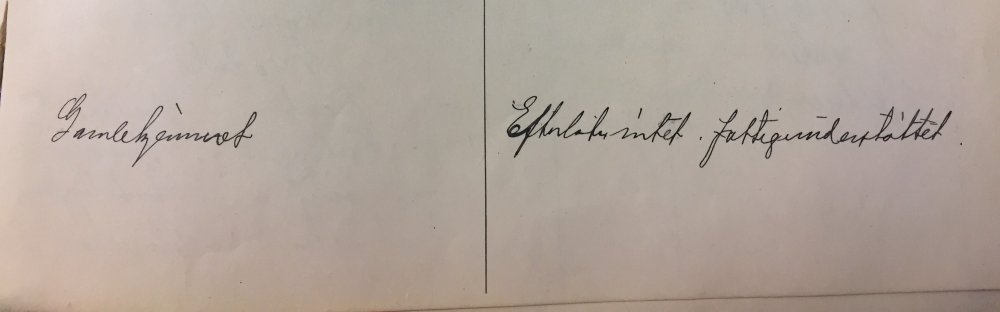 Gamlehjemmet
Efterlater intet. fattigunderstøttet.